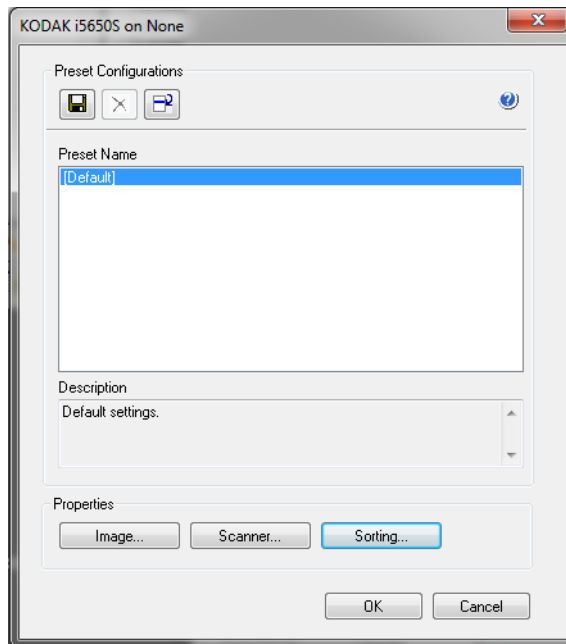 KODAK i5650S on None
Preset Configurations
Preset Name
[Default]
Description
Default settings.
Properties
Image...
Scanner...
Sorting...
OK
Cancel